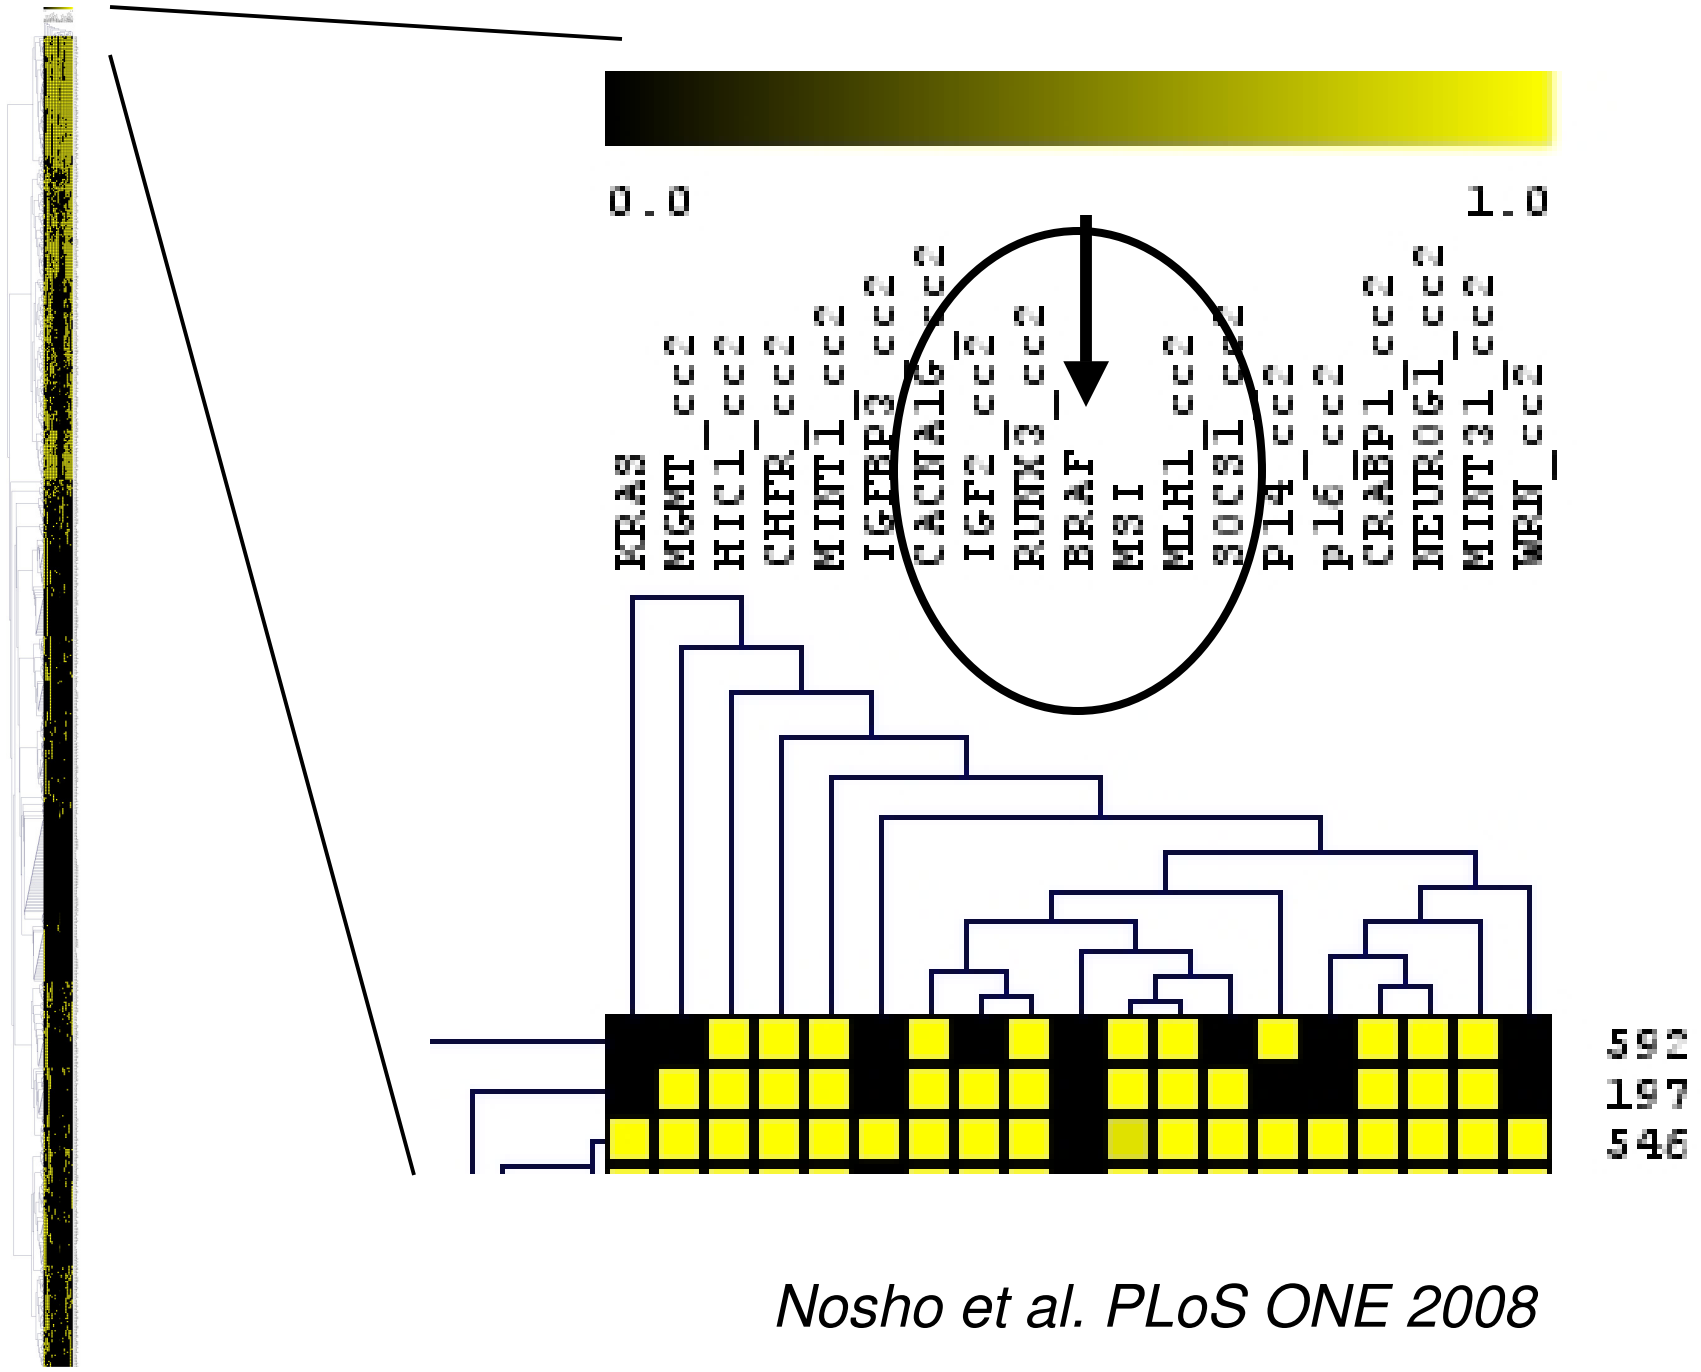 0.0 1.0
KRAS
MGMT_cc2
HIC1_cc2
CHFR_cc2
MINT1_cc2
IGFBP3_cc2
CACNA1G_cc2
IGF2_cc2
RUNX3_cc2
BRAF
MSI
MLH1_cc2
SOCS1_cc2
P14_cc2
p16_cc2
CRABP1_cc2
NEUROG1_cc2
MINT31_cc2
WRN_cc2
592
197
546
Nosho et al. PLoS ONE 2008